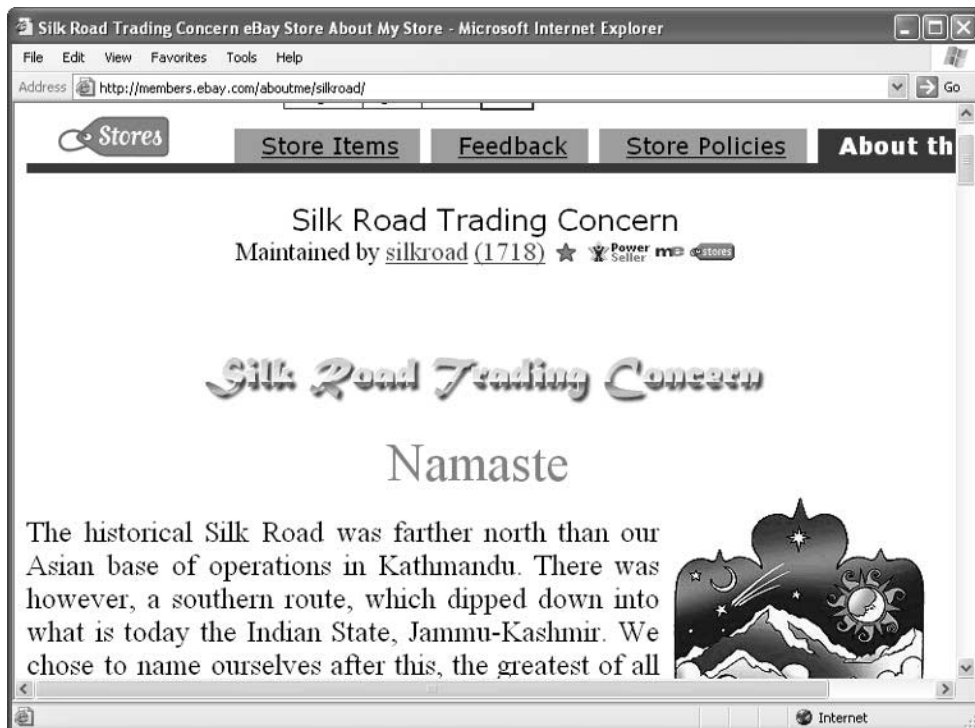 Silk Road Trading Concern eBay Store About My Store - Microsoft Internet Explorer
File Edit View Favorites Tools Help
Address http://members.ebay.com/aboutme/silkroad/ Go
Stores Store Items Feedback Store Policies About th
Silk Road Trading Concern
Maintained by silkroad (1718) Power Seller me stores
Silk Road Trading Concern
Namaste
The historical Silk Road was farther north than our
Asian base of operations in Kathmandu. There was
however, a southern route, which dipped down into
what is today the Indian State, Jammu-Kashmir. We
chose to name ourselves after this, the greatest of all
Internet